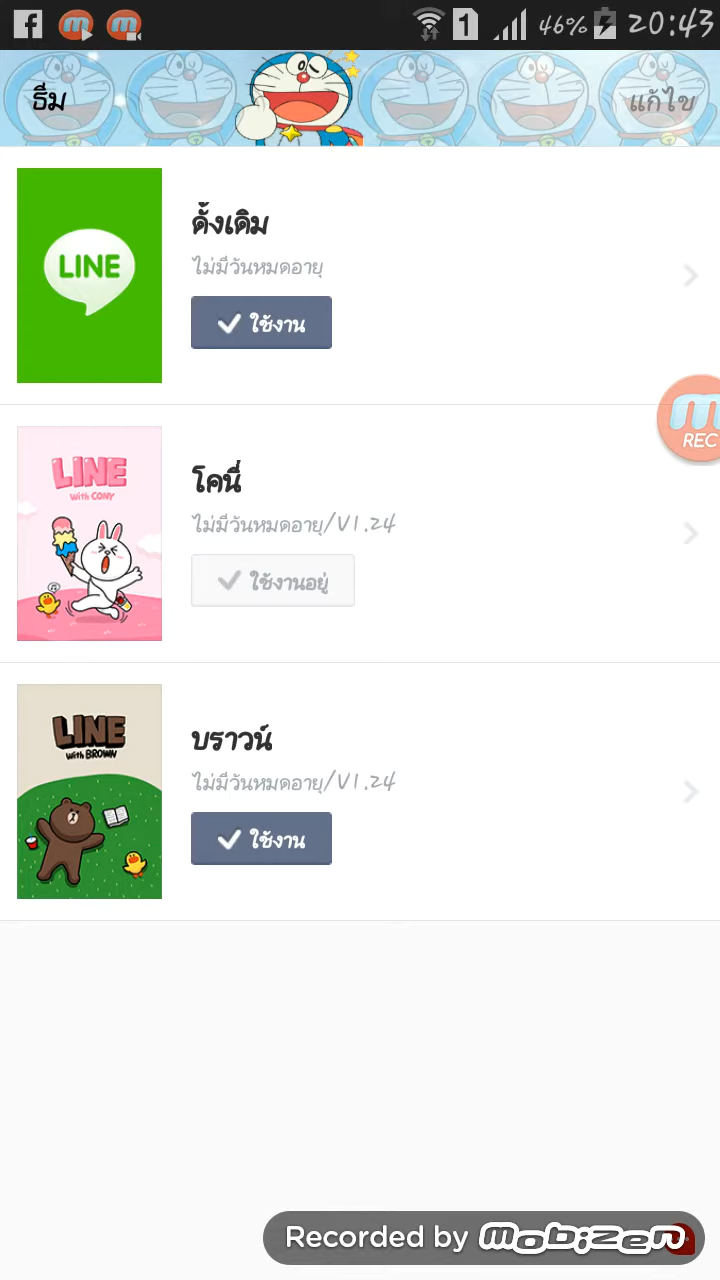 1 46% 20:43
ธีม แก้ไข
LINE
ดั้งเดิม
ไม่มีวันหมดอายุ
ใช้งาน
m
REC
LINE
With CONY
โคนี่
ไม่มีวันหมดอายุ/V1.24
ใช้งานอยู่
LINE
With BROWN
บราวน์
ไม่มีวันหมดอายุ/V1.24
ใช้งาน
Recorded by mobizen